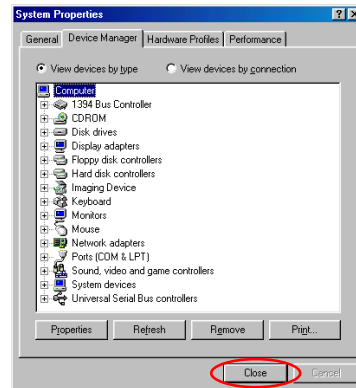 System Properties
General Device Manager Hardware Profiles Performance
View devices by type View devices by connection
Computer
1394 Bus Controller
CDROM
Disk drives
Display adapters
Floppy disk controllers
Hard disk controllers
Imaging Device
Keyboard
Monitors
Mouse
Network adapters
Ports (COM & LPT)
Sound, video and game controllers
System devices
Universal Serial Bus controllers
Properties Refresh Remove Print...
Close Cancel